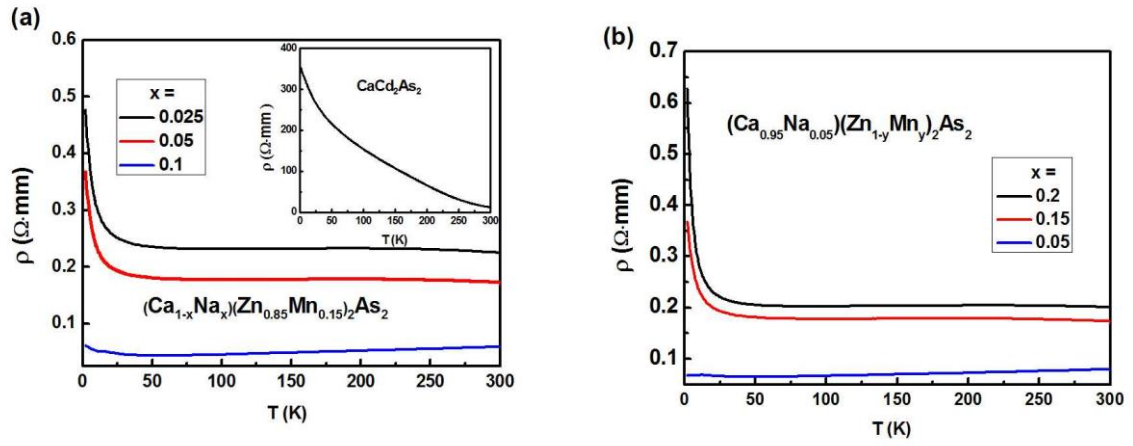 (a)
0.6
0.5
0.4
0.3
0.2
0.1
ρ (Ω·mm)
x =
0.025
0.05
0.1
400
300
200
100
0
ρ (Ω·mm)
CaCd2As2
0 50 100 150 200 250 300
T (K)
(Ca1-xNax)(Zn0.85Mn0.15)2As2
0 50 100 150 200 250 300
T (K)
(b)
0.7
0.6
0.5
0.4
0.3
0.2
0.1
ρ (Ω·mm)
(Ca0.95Na0.05)(Zn1-yMny)2As2
x =
0.2
0.15
0.05
0 50 100 150 200 250 300
T (K)